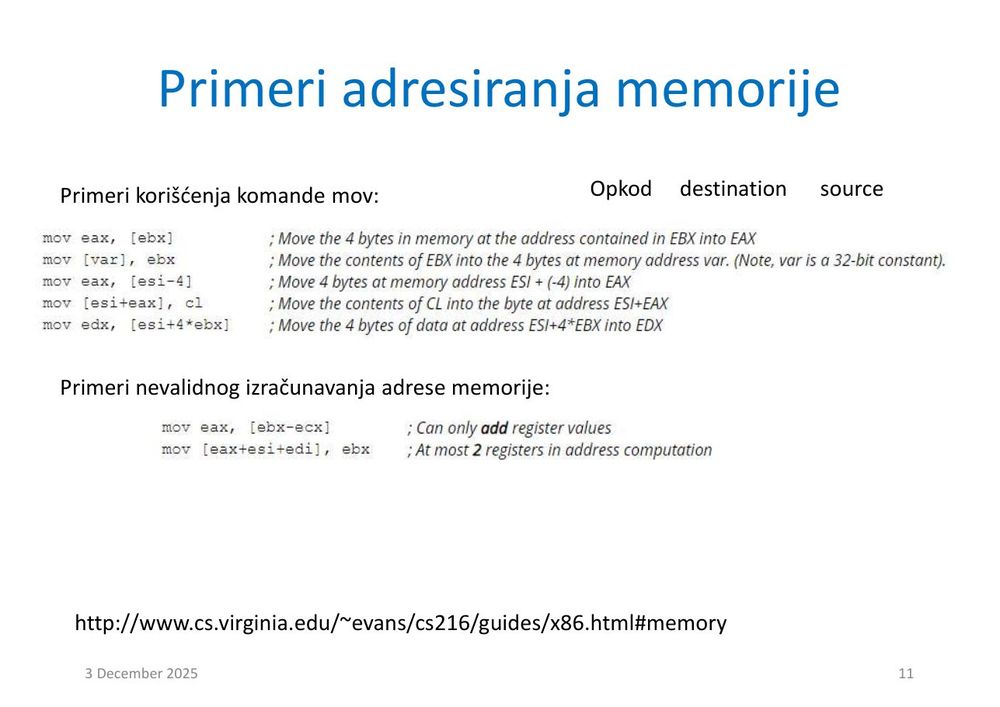 Primeri adresiranja memorije
Primeri korišćenja komande mov:
Opkod destination source
mov eax, [ebx] ; Move the 4 bytes in memory at the address contained in EBX into EAX
mov [var], ebx ; Move the contents of EBX into the 4 bytes at memory address var. (Note, var is a 32-bit constant).
mov eax, [esi-4] ; Move 4 bytes at memory address ESI + (-4) into EAX
mov [esi+eax], cl ; Move the contents of CL into the byte at address ESI+EAX
mov edx, [esi+4*ebx] ; Move the 4 bytes of data at address ESI+4*EBX into EDX
Primeri nevalidnog izračunavanja adrese memorije:
mov eax, [ebx-ecx] ; Can only add register values
mov [eax+esi+edi], ebx ; At most 2 registers in address computation
http://www.cs.virginia.edu/~evans/cs216/guides/x86.html#memory
3 December 2025
11